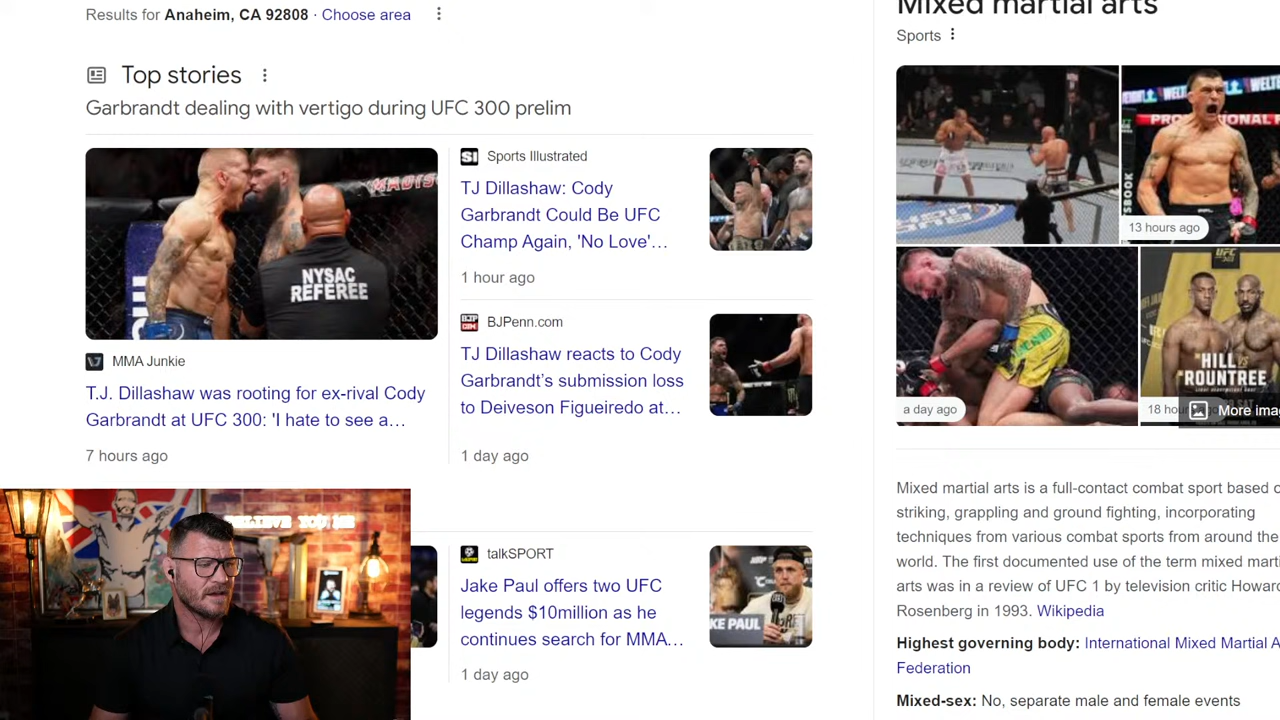 Results for Anaheim, CA 92808 · Choose area
Top stories
Garbrandt dealing with vertigo during UFC 300 prelim
NYSAC
REFEREE
MMA Junkie
T.J. Dillashaw was rooting for ex-rival Cody
Garbrandt at UFC 300: 'I hate to see a…
7 hours ago
Sports Illustrated
TJ Dillashaw: Cody
Garbrandt Could Be UFC
Champ Again, 'No Love'…
1 hour ago
BJPenn.com
TJ Dillashaw reacts to Cody
Garbrandt's submission loss
to Deiveson Figueiredo at…
1 day ago
talkSPORT
Jake Paul offers two UFC
legends $10million as he
continues search for MMA…
1 day ago
KE PAUL
BELIEVE YOU ME
Mixed martial arts
Sports
13 hours ago
a day ago
UFC
HILL
VS
ROUNTREE
More ima
Mixed martial arts is a full-contact combat sport based o
striking, grappling and ground fighting, incorporating
techniques from various combat sports from around the
world. The first documented use of the term mixed marti
arts was in a review of UFC 1 by television critic Howar
Rosenberg in 1993. Wikipedia
Highest governing body: International Mixed Martial A
Federation
Mixed-sex: No, separate male and female events